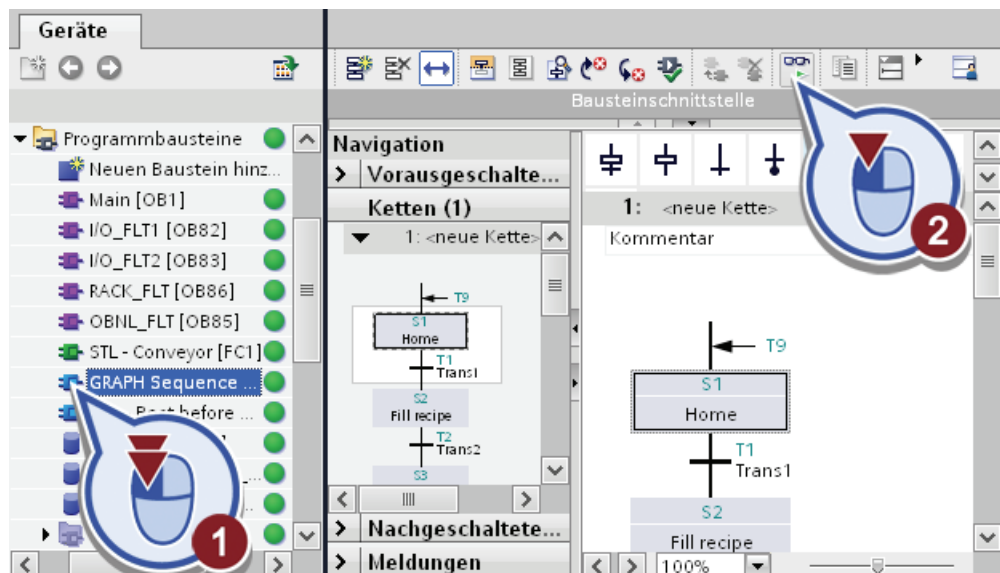 Geräte
Bausteinschnittstelle
Programmbausteine
Neuen Baustein hinz...
Main [OB1]
I/O_FLT1 [OB82]
I/O_FLT2 [OB83]
RACK_FLT [OB86]
OBNL_FLT [OB85]
STL - Conveyor [FC1]
GRAPH Sequence ...
before ...
1
Navigation
Vorausgeschalte...
Ketten (1)
1: <neue Kette>
T9
S1
Home
T1
Trans1
S2
Fill recipe
T2
Trans2
S3
Nachgeschaltete...
Meldungen
2
1: <neue Kette>
Kommentar
T9
S1
Home
T1
Trans1
S2
Fill recipe
100%